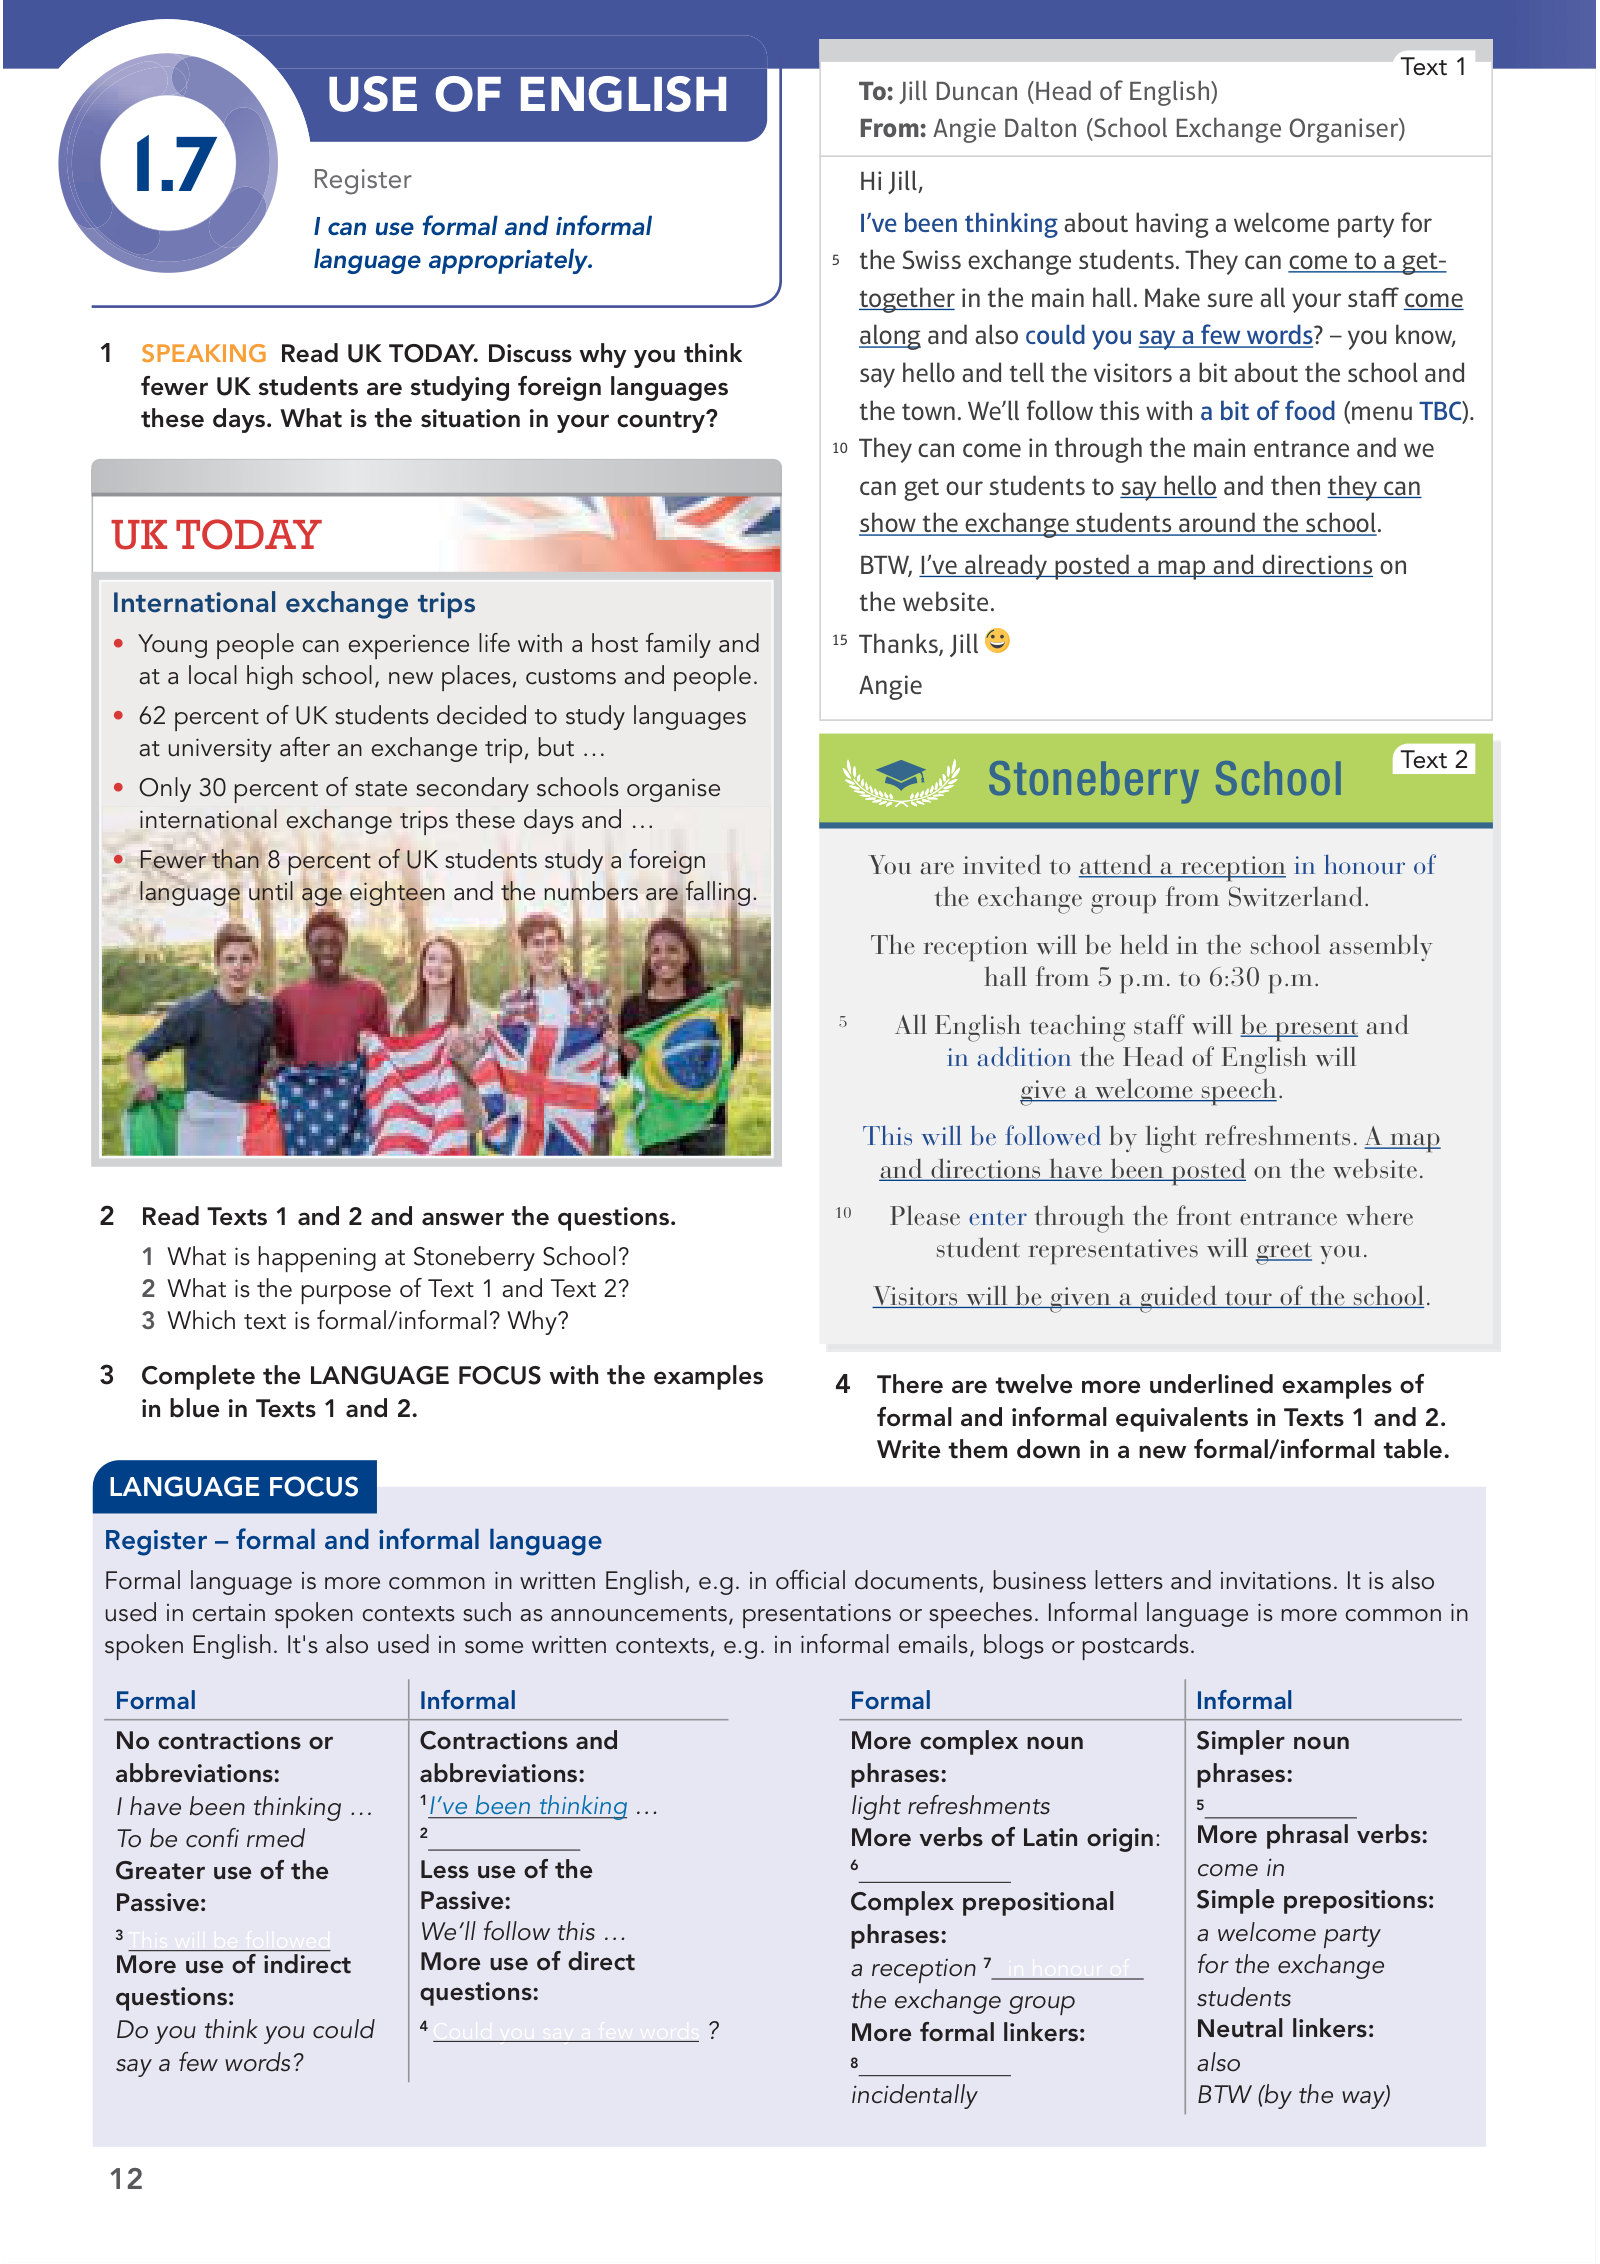 USE OF ENGLISH
1.7
Register
I can use formal and informal
language appropriately.
1 SPEAKING Read UK TODAY. Discuss why you think
fewer UK students are studying foreign languages
these days. What is the situation in your country?
UK TODAY
International exchange trips
• Young people can experience life with a host family and
at a local high school, new places, customs and people.
• 62 percent of UK students decided to study languages
at university after an exchange trip, but …
• Only 30 percent of state secondary schools organise
international exchange trips these days and …
• Fewer than 8 percent of UK students study a foreign
language until age eighteen and the numbers are falling.
2 Read Texts 1 and 2 and answer the questions.
1 What is happening at Stoneberry School?
2 What is the purpose of Text 1 and Text 2?
3 Which text is formal/informal? Why?
3 Complete the LANGUAGE FOCUS with the examples
in blue in Texts 1 and 2.
Text 1
To: Jill Duncan (Head of English)
From: Angie Dalton (School Exchange Organiser)
Hi Jill,
I've been thinking about having a welcome party for
5 the Swiss exchange students. They can come to a get-
together in the main hall. Make sure all your staff come
along and also could you say a few words? – you know,
say hello and tell the visitors a bit about the school and
the town. We'll follow this with a bit of food (menu TBC).
10 They can come in through the main entrance and we
can get our students to say hello and then they can
show the exchange students around the school.
BTW, I've already posted a map and directions on
the website.
15 Thanks, Jill 😀
Angie
Text 2
Stoneberry School
You are invited to attend a reception in honour of
the exchange group from Switzerland.
The reception will be held in the school assembly
hall from 5 p.m. to 6:30 p.m.
5 All English teaching staff will be present and
in addition the Head of English will
give a welcome speech.
This will be followed by light refreshments. A map
and directions have been posted on the website.
10 Please enter through the front entrance where
student representatives will greet you.
Visitors will be given a guided tour of the school.
4 There are twelve more underlined examples of
formal and informal equivalents in Texts 1 and 2.
Write them down in a new formal/informal table.
LANGUAGE FOCUS
Register – formal and informal language
Formal language is more common in written English, e.g. in official documents, business letters and invitations. It is also
used in certain spoken contexts such as announcements, presentations or speeches. Informal language is more common in
spoken English. It's also used in some written contexts, e.g. in informal emails, blogs or postcards.
Formal
No contractions or
abbreviations:
I have been thinking …
To be confi rmed
Greater use of the
Passive:
3 This will be followed
More use of indirect
questions:
Do you think you could
say a few words?
Informal
Contractions and
abbreviations:
1 I've been thinking …
2
Less use of the
Passive:
We'll follow this …
More use of direct
questions:
4 Could you say a few words ?
Formal
More complex noun
phrases:
light refreshments
More verbs of Latin origin:
6
Complex prepositional
phrases:
a reception 7 in honour of
the exchange group
More formal linkers:
8
incidentally
Informal
Simpler noun
phrases:
5
More phrasal verbs:
come in
Simple prepositions:
a welcome party
for the exchange
students
Neutral linkers:
also
BTW (by the way)
12